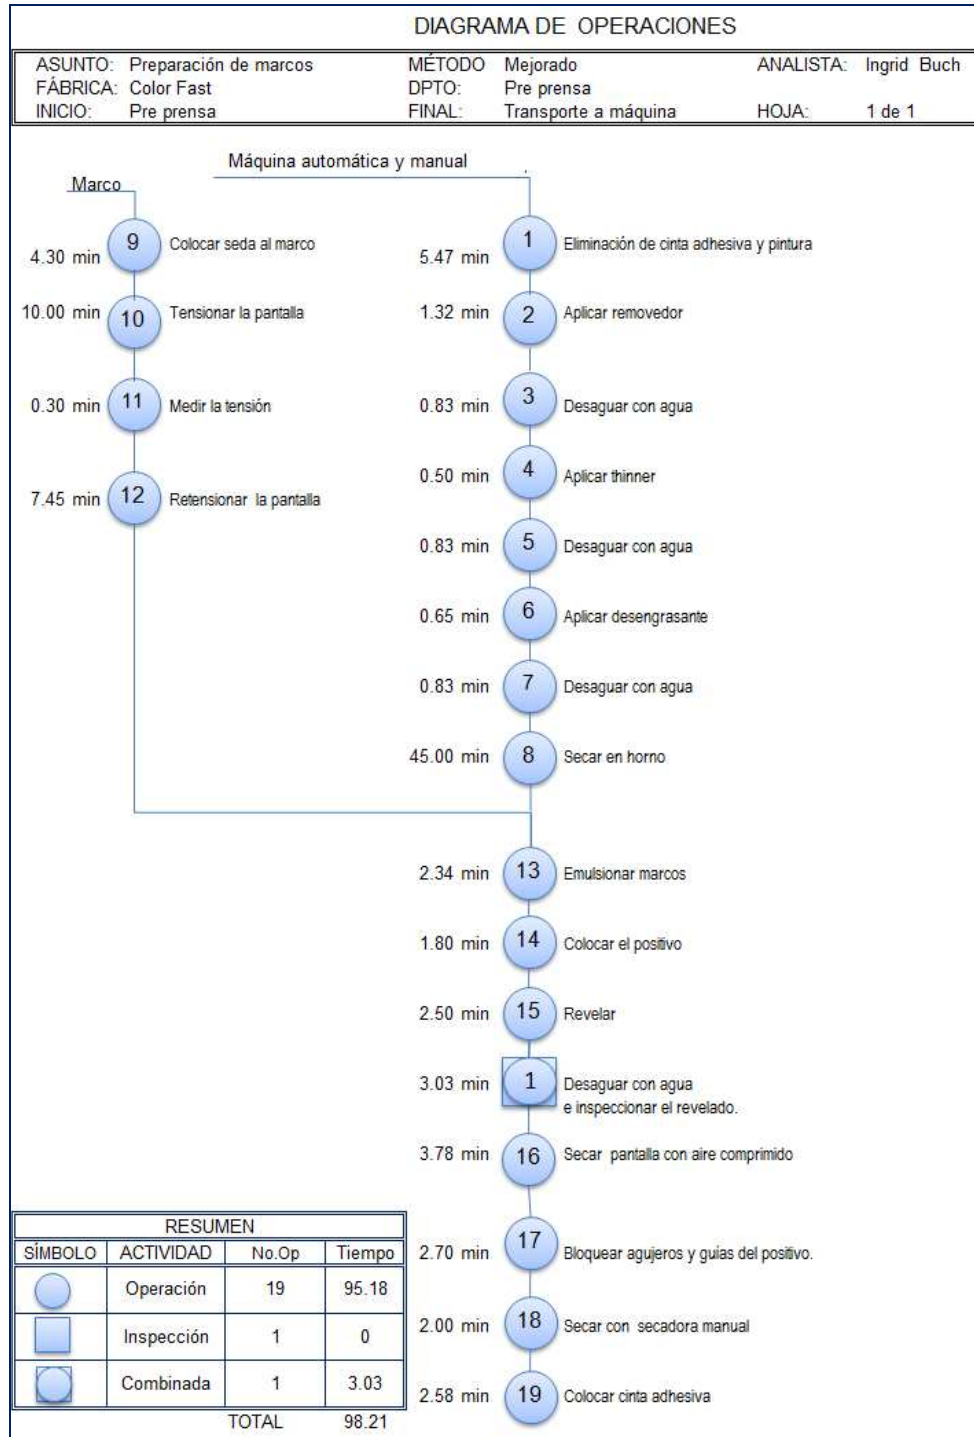 DIAGRAMA DE OPERACIONES
ASUNTO: Preparación de marcos MÉTODO Mejorado ANALISTA: Ingrid Buch
FÁBRICA: Color Fast DPTO: Pre prensa
INICIO: Pre prensa FINAL: Transporte a máquina HOJA: 1 de 1
Máquina automática y manual
Marco
4.30 min 9 Colocar seda al marco
10.00 min 10 Tensionar la pantalla
0.30 min 11 Medir la tensión
7.45 min 12 Retensionar la pantalla
5.47 min 1 Eliminación de cinta adhesiva y pintura
1.32 min 2 Aplicar removedor
0.83 min 3 Desaguar con agua
0.50 min 4 Aplicar thinner
0.83 min 5 Desaguar con agua
0.65 min 6 Aplicar desengrasante
0.83 min 7 Desaguar con agua
45.00 min 8 Secar en horno
2.34 min 13 Emulsionar marcos
1.80 min 14 Colocar el positivo
2.50 min 15 Revelar
3.03 min 1 Desaguar con agua
e inspeccionar el revelado.
3.78 min 16 Secar pantalla con aire comprimido
2.70 min 17 Bloquear agujeros y guías del positivo.
2.00 min 18 Secar con secadora manual
2.58 min 19 Colocar cinta adhesiva
RESUMEN
SÍMBOLO ACTIVIDAD No.Op Tiempo
Operación 19 95.18
Inspección 1 0
Combinada 1 3.03
TOTAL 98.21